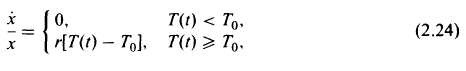 ẋ/x = { 0, T(t) < T₀,
r[T(t) − T₀], T(t) ⩾ T₀, (2.24)